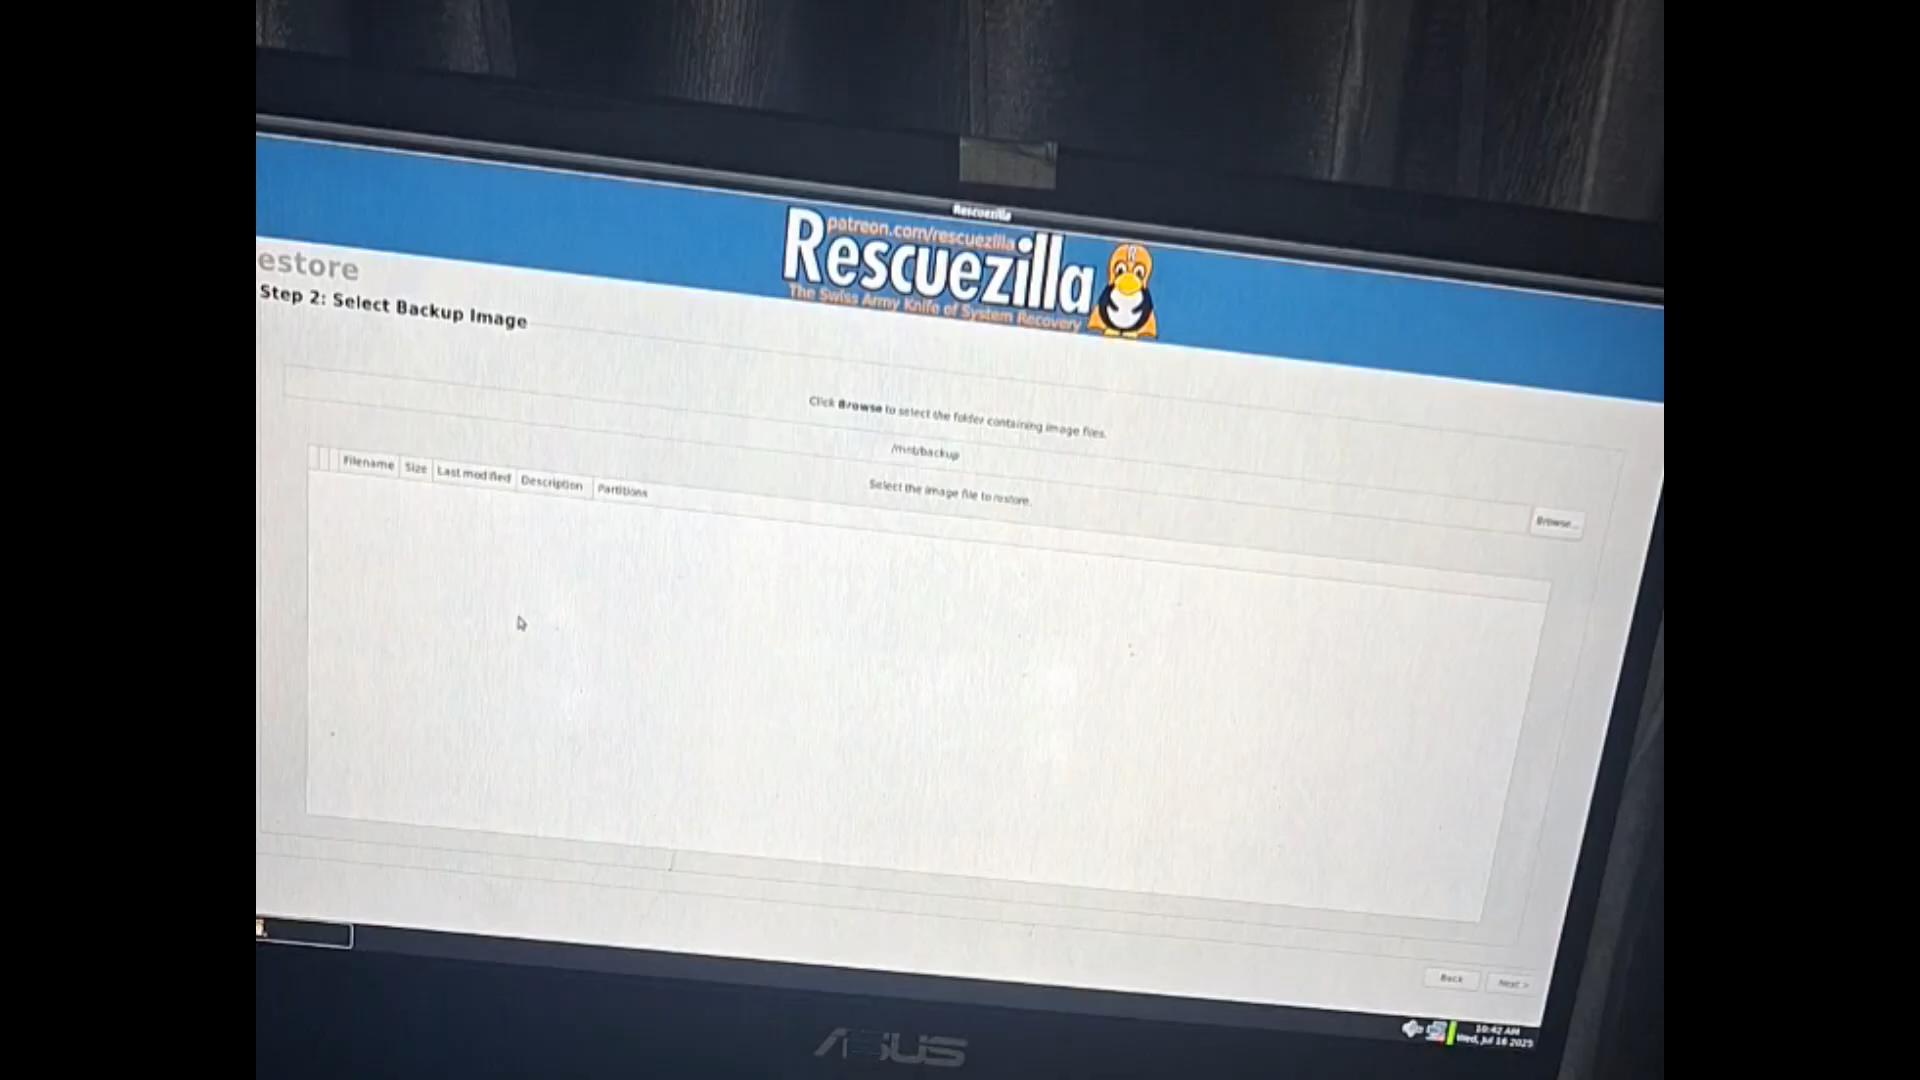 Rescuezilla
patreon.com/rescuezilla
Rescuezilla
The Swiss Army Knife of System Recovery
estore
Step 2: Select Backup Image
Click Browse to select the folder containing image files.
/mnt/backup
Browse...
Select the image file to restore.
Filename Size Last modified Description Partitions
Back Next >
10:42 AM
Wed, Jul 16 2025
ASUS